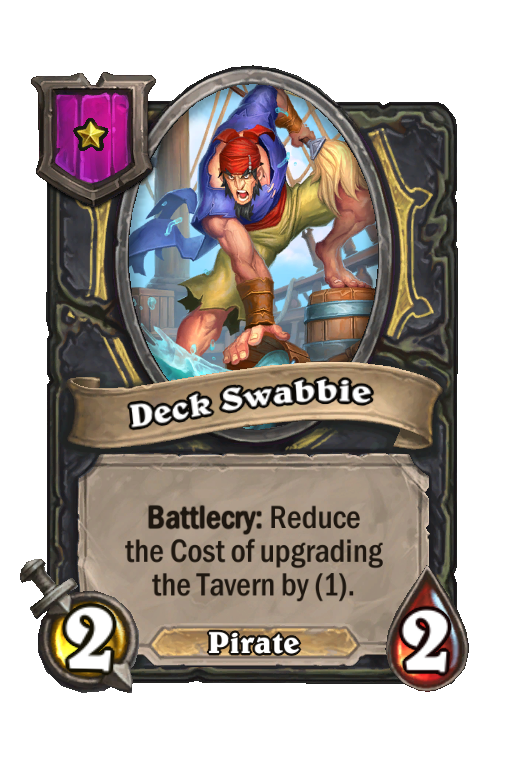 Deck Swabbie
Battlecry: Reduce
the Cost of upgrading
the Tavern by (1).
2
Pirate
2